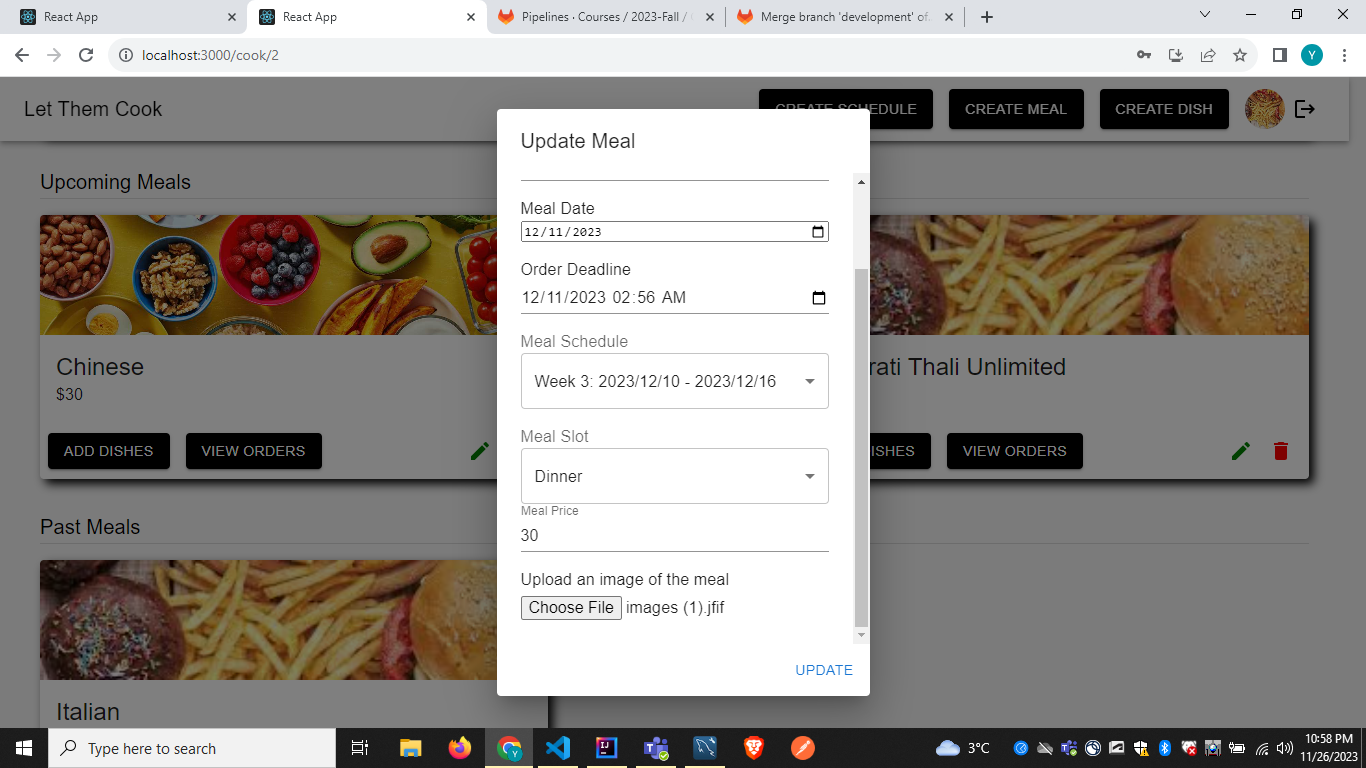 React App
React App
Pipelines · Courses / 2023-Fall /
Merge branch 'development' of
localhost:3000/cook/2
Y
Let Them Cook
CREATE SCHEDULE
CREATE MEAL
CREATE DISH
Update Meal
Upcoming Meals
Meal Date
12/11/2023
Order Deadline
12/11/2023 02:56 AM
Meal Schedule
Week 3: 2023/12/10 - 2023/12/16
Meal Slot
Dinner
Meal Price
30
Upload an image of the meal
Choose File images (1).jfif
UPDATE
Chinese
$30
ADD DISHES
VIEW ORDERS
rati Thali Unlimited
ISHES
VIEW ORDERS
Past Meals
Italian
Type here to search
3°C
10:58 PM
11/26/2023